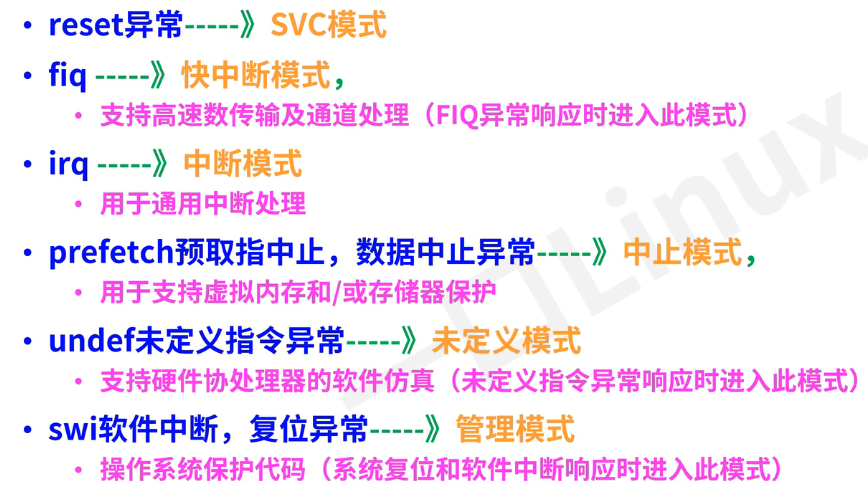 • reset异常-----》SVC模式
• fiq -----》快中断模式，
• 支持高速数传输及通道处理（FIQ异常响应时进入此模式）
• irq -----》中断模式
• 用于通用中断处理
• prefetch预取指中止，数据中止异常-----》中止模式，
• 用于支持虚拟内存和/或存储器保护
• undef未定义指令异常-----》未定义模式
• 支持硬件协处理器的软件仿真（未定义指令异常响应时进入此模式）
• swi软件中断，复位异常-----》管理模式
• 操作系统保护代码（系统复位和软件中断响应时进入此模式）
一口Linux